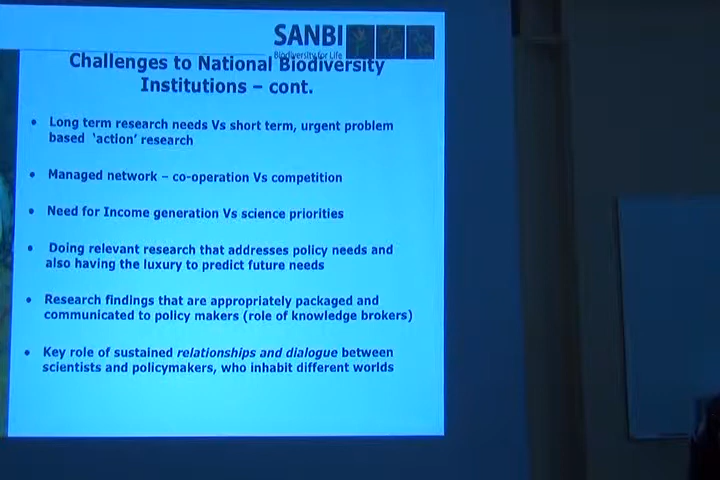 SANBI
Biodiversity for Life
Challenges to National Biodiversity
Institutions – cont.
• Long term research needs Vs short term, urgent problem
based ‘action’ research
• Managed network – co-operation Vs competition
• Need for Income generation Vs science priorities
• Doing relevant research that addresses policy needs and
also having the luxury to predict future needs
• Research findings that are appropriately packaged and
communicated to policy makers (role of knowledge brokers)
• Key role of sustained relationships and dialogue between
scientists and policymakers, who inhabit different worlds